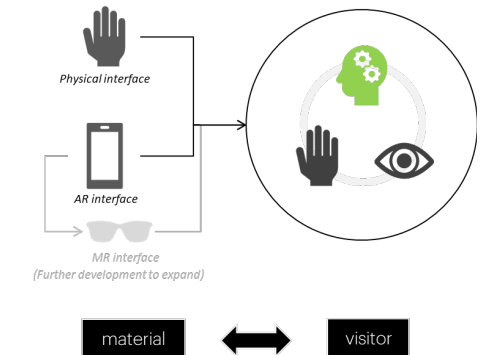 Physical interface
AR interface
MR interface
(Further development to expand)
material
visitor